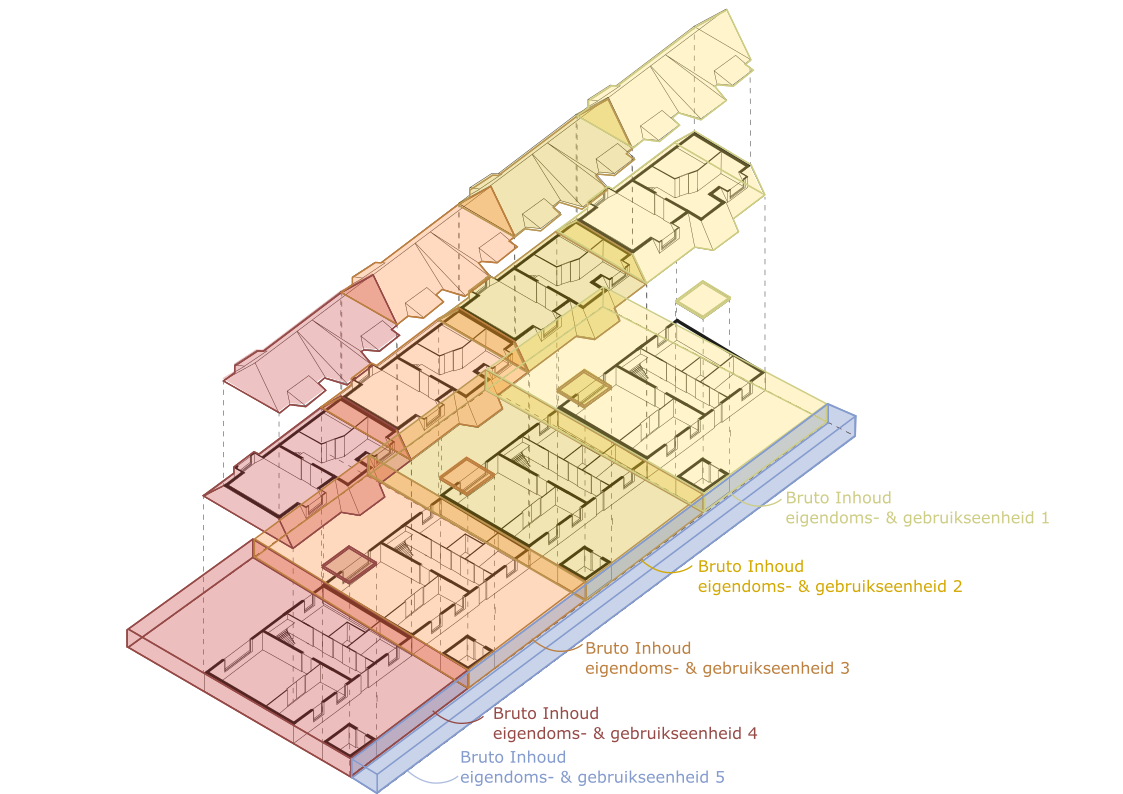 Bruto Inhoud
eigendoms- & gebruikseenheid 1
Bruto Inhoud
eigendoms- & gebruikseenheid 2
Bruto Inhoud
eigendoms- & gebruikseenheid 3
Bruto Inhoud
eigendoms- & gebruikseenheid 4
Bruto Inhoud
eigendoms- & gebruikseenheid 5